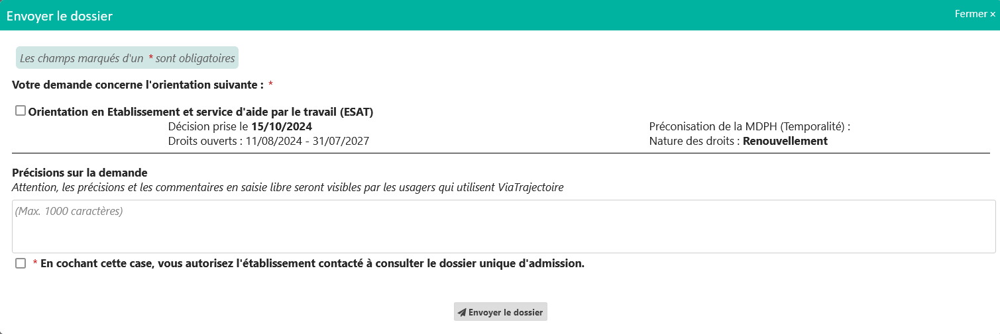 Envoyer le dossier
Fermer ×
Les champs marqués d'un * sont obligatoires
Votre demande concerne l'orientation suivante : *
Orientation en Etablissement et service d'aide par le travail (ESAT)
Décision prise le 15/10/2024
Préconisation de la MDPH (Temporalité) :
Droits ouverts : 11/08/2024 - 31/07/2027
Nature des droits : Renouvellement
Précisions sur la demande
Attention, les précisions et les commentaires en saisie libre seront visibles par les usagers qui utilisent ViaTrajectoire
(Max. 1000 caractères)
* En cochant cette case, vous autorisez l'établissement contacté à consulter le dossier unique d'admission.
Envoyer le dossier